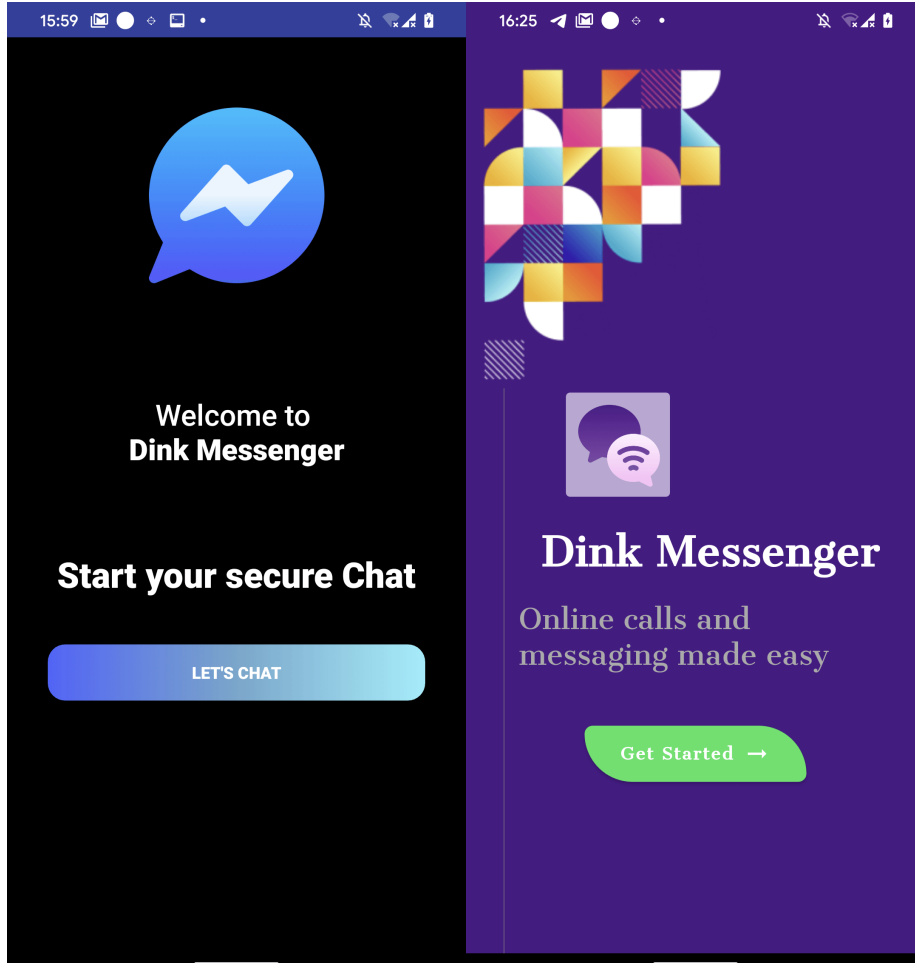 15:59
Welcome to
Dink Messenger
Start your secure Chat
LET'S CHAT
16:25
Dink Messenger
Online calls and
messaging made easy
Get Started →